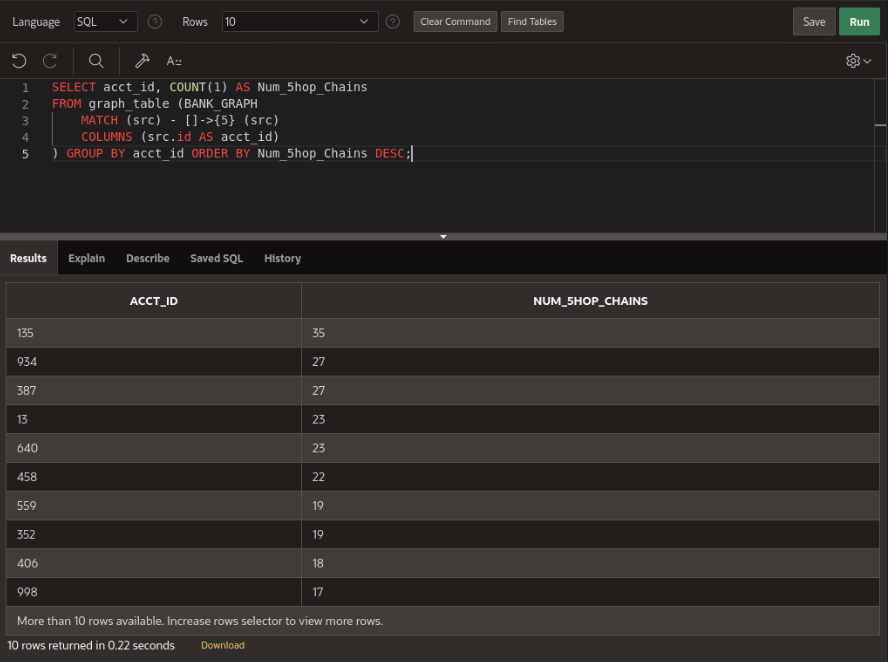 Language SQL ? Rows 10 ? Clear Command Find Tables Save Run
A::
1 SELECT acct_id, COUNT(1) AS Num_5hop_Chains
2 FROM graph_table (BANK_GRAPH
3 MATCH (src) - []->{5} (src)
4 COLUMNS (src.id AS acct_id)
5 ) GROUP BY acct_id ORDER BY Num_5hop_Chains DESC;
Results Explain Describe Saved SQL History
ACCT_ID NUM_5HOP_CHAINS
135 35
934 27
387 27
13 23
640 23
458 22
559 19
352 19
406 18
998 17
More than 10 rows available. Increase rows selector to view more rows.
10 rows returned in 0.22 seconds Download